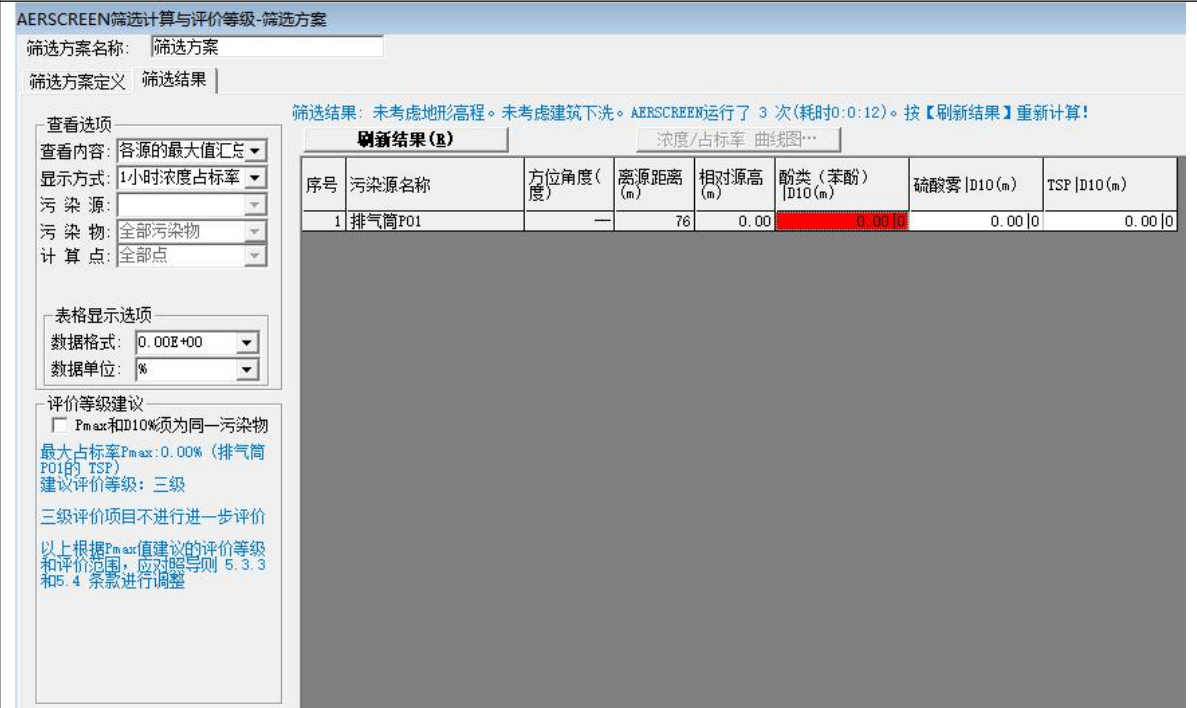 AERSCREEN筛选计算与评价等级-筛选方案
筛选方案名称: 筛选方案
筛选方案定义 筛选结果
筛选结果: 未考虑地形高程。未考虑建筑下洗。AERSCREEN运行了 3 次(耗时0:0:12)。按【刷新结果】重新计算!
查看选项
查看内容: 各源的最大值汇总
显示方式: 1小时浓度占标率
污 染 源:
污 染 物: 全部污染物
计 算 点: 全部点
刷新结果(R) 浓度/占标率 曲线图…
序号 污染源名称 方位角度(度) 离源距离(m) 相对源高(m) 酚类（苯酚）|D10(m) 硫酸雾|D10(m) TSP|D10(m)
1 排气筒P01 — 76 0.00 0.00|0 0.00|0 0.00|0
表格显示选项
数据格式: 0.00E+00
数据单位: %
评价等级建议
Pmax和D10%须为同一污染物
最大占标率Pmax:0.00% (排气筒
P01的 TSP)
建议评价等级: 三级
三级评价项目不进行进一步评价
以上根据Pmax值建议的评价等级
和评价范围，应对照导则 5.3.3
和5.4 条款进行调整